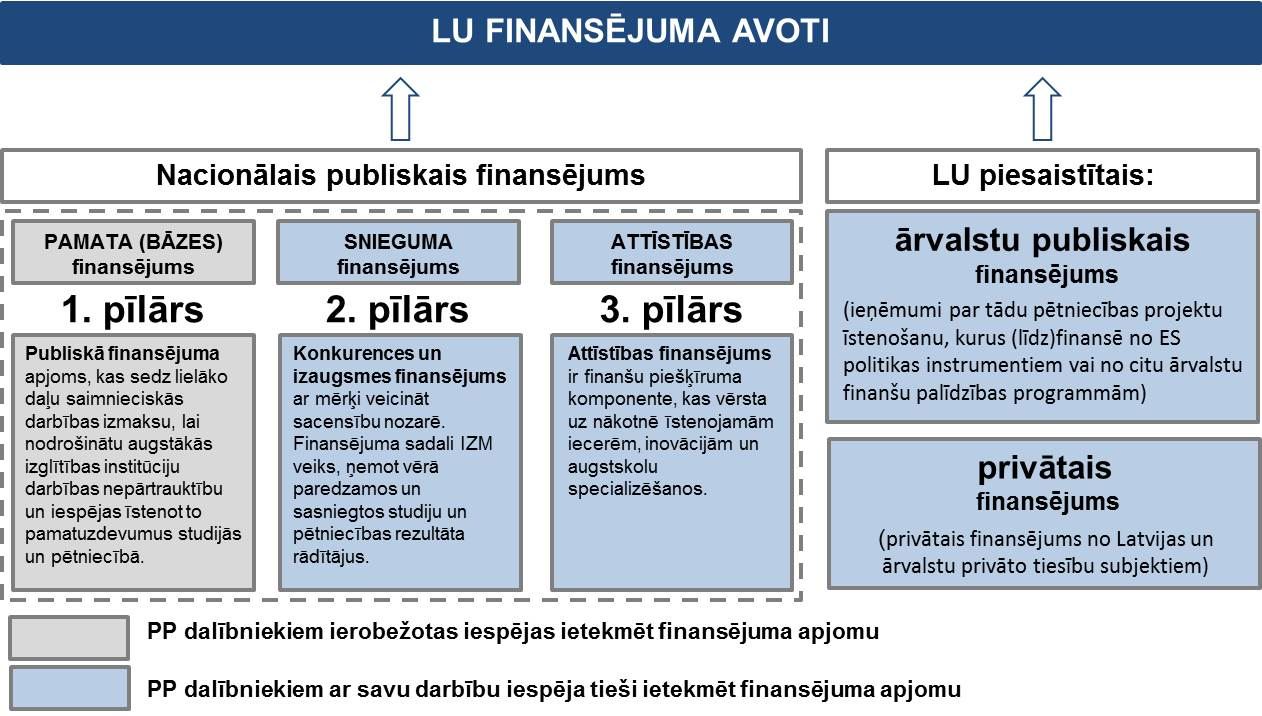 LU FINANSĒJUMA AVOTI
Nacionālais publiskais finansējums
PAMATA (BĀZES)
finansējums
1. pīlārs
Publiskā finansējuma
apjoms, kas sedz lielāko
daļu saimnieciskās
darbības izmaksu, lai
nodrošinātu augstākās
izglītības institūciju
darbības nepārtrauktību
un iespējas īstenot to
pamatuzdevumus studijās
un pētniecībā.
SNIEGUMA
finansējums
2. pīlārs
Konkurences un
izaugsmes finansējums
ar mērķi veicināt
sacensību nozarē.
Finansējuma sadali IZM
veiks, ņemot vērā
paredzamos un
sasniegtos studiju un
pētniecības rezultāta
rādītājus.
ATTĪSTĪBAS
finansējums
3. pīlārs
Attīstības finansējums
ir finanšu piešķīruma
komponente, kas vērsta
uz nākotnē īstenojamām
iecerēm, inovācijām un
augstskolu
specializēšanos.
LU piesaistītais:
ārvalstu publiskais
finansējums
(ieņēmumi par tādu pētniecības projektu
īstenošanu, kurus (līdz)finansē no ES
politikas instrumentiem vai no citu ārvalstu
finanšu palīdzības programmām)
privātais
finansējums
(privātais finansējums no Latvijas un
ārvalstu privāto tiesību subjektiem)
PP dalībniekiem ierobežotas iespējas ietekmēt finansējuma apjomu
PP dalībniekiem ar savu darbību iespēja tieši ietekmēt finansējuma apjomu